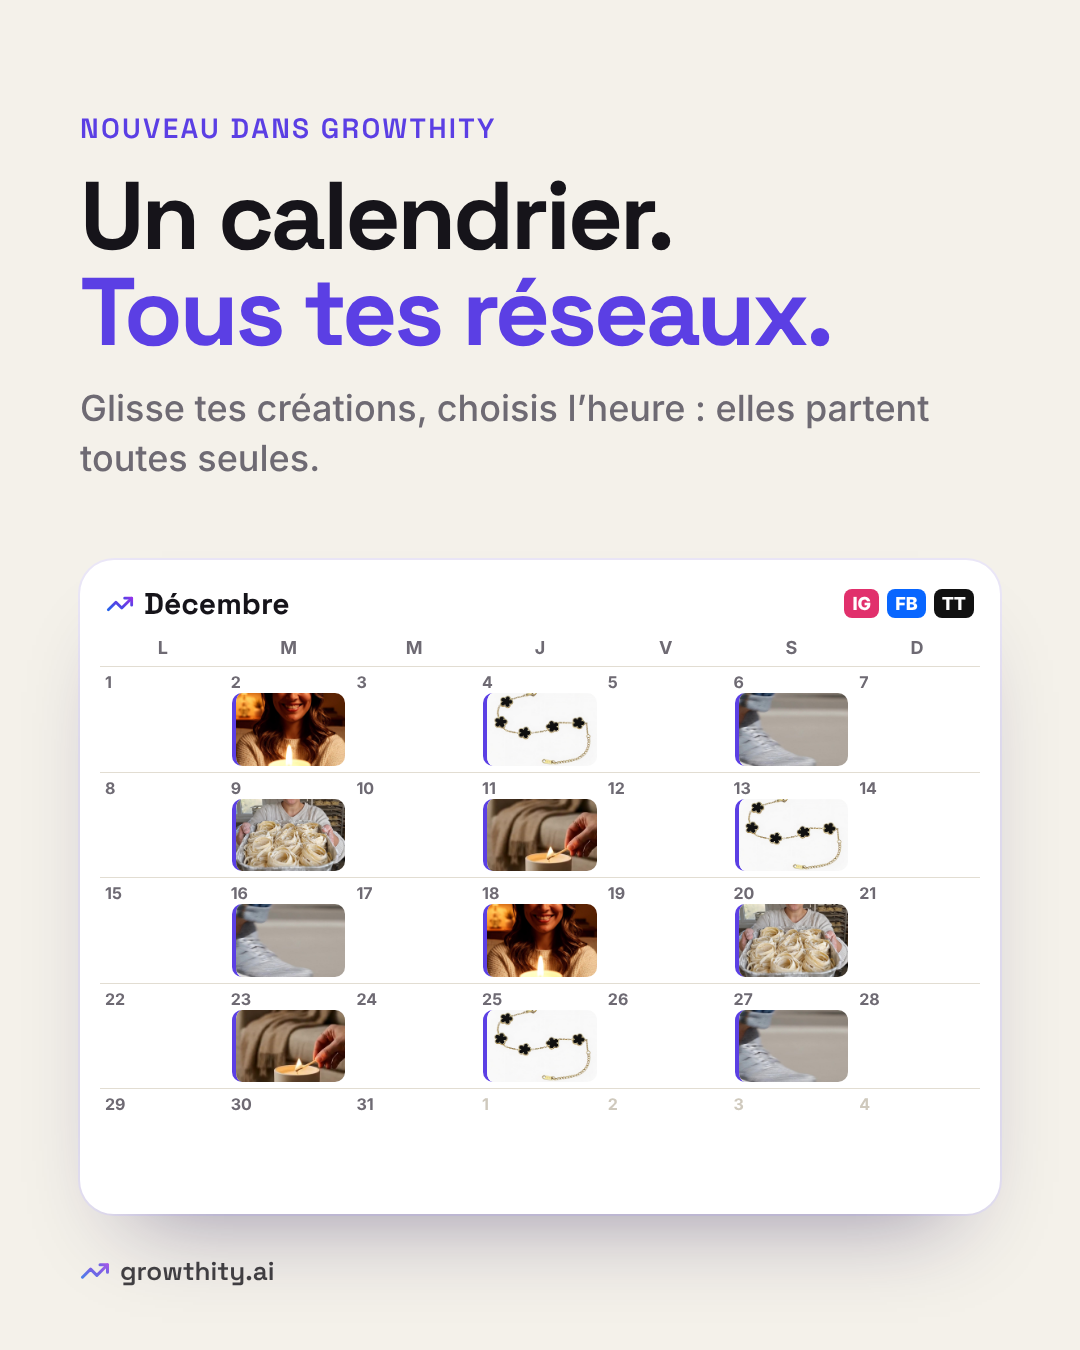 NOUVEAU DANS GROWTHITY
Un calendrier.
Tous tes réseaux.
Glisse tes créations, choisis l’heure : elles partent
toutes seules.
Décembre IG FB TT
L M M J V S D
1 2 3 4 5 6 7
8 9 10 11 12 13 14
15 16 17 18 19 20 21
22 23 24 25 26 27 28
29 30 31 1 2 3 4
growthity.ai